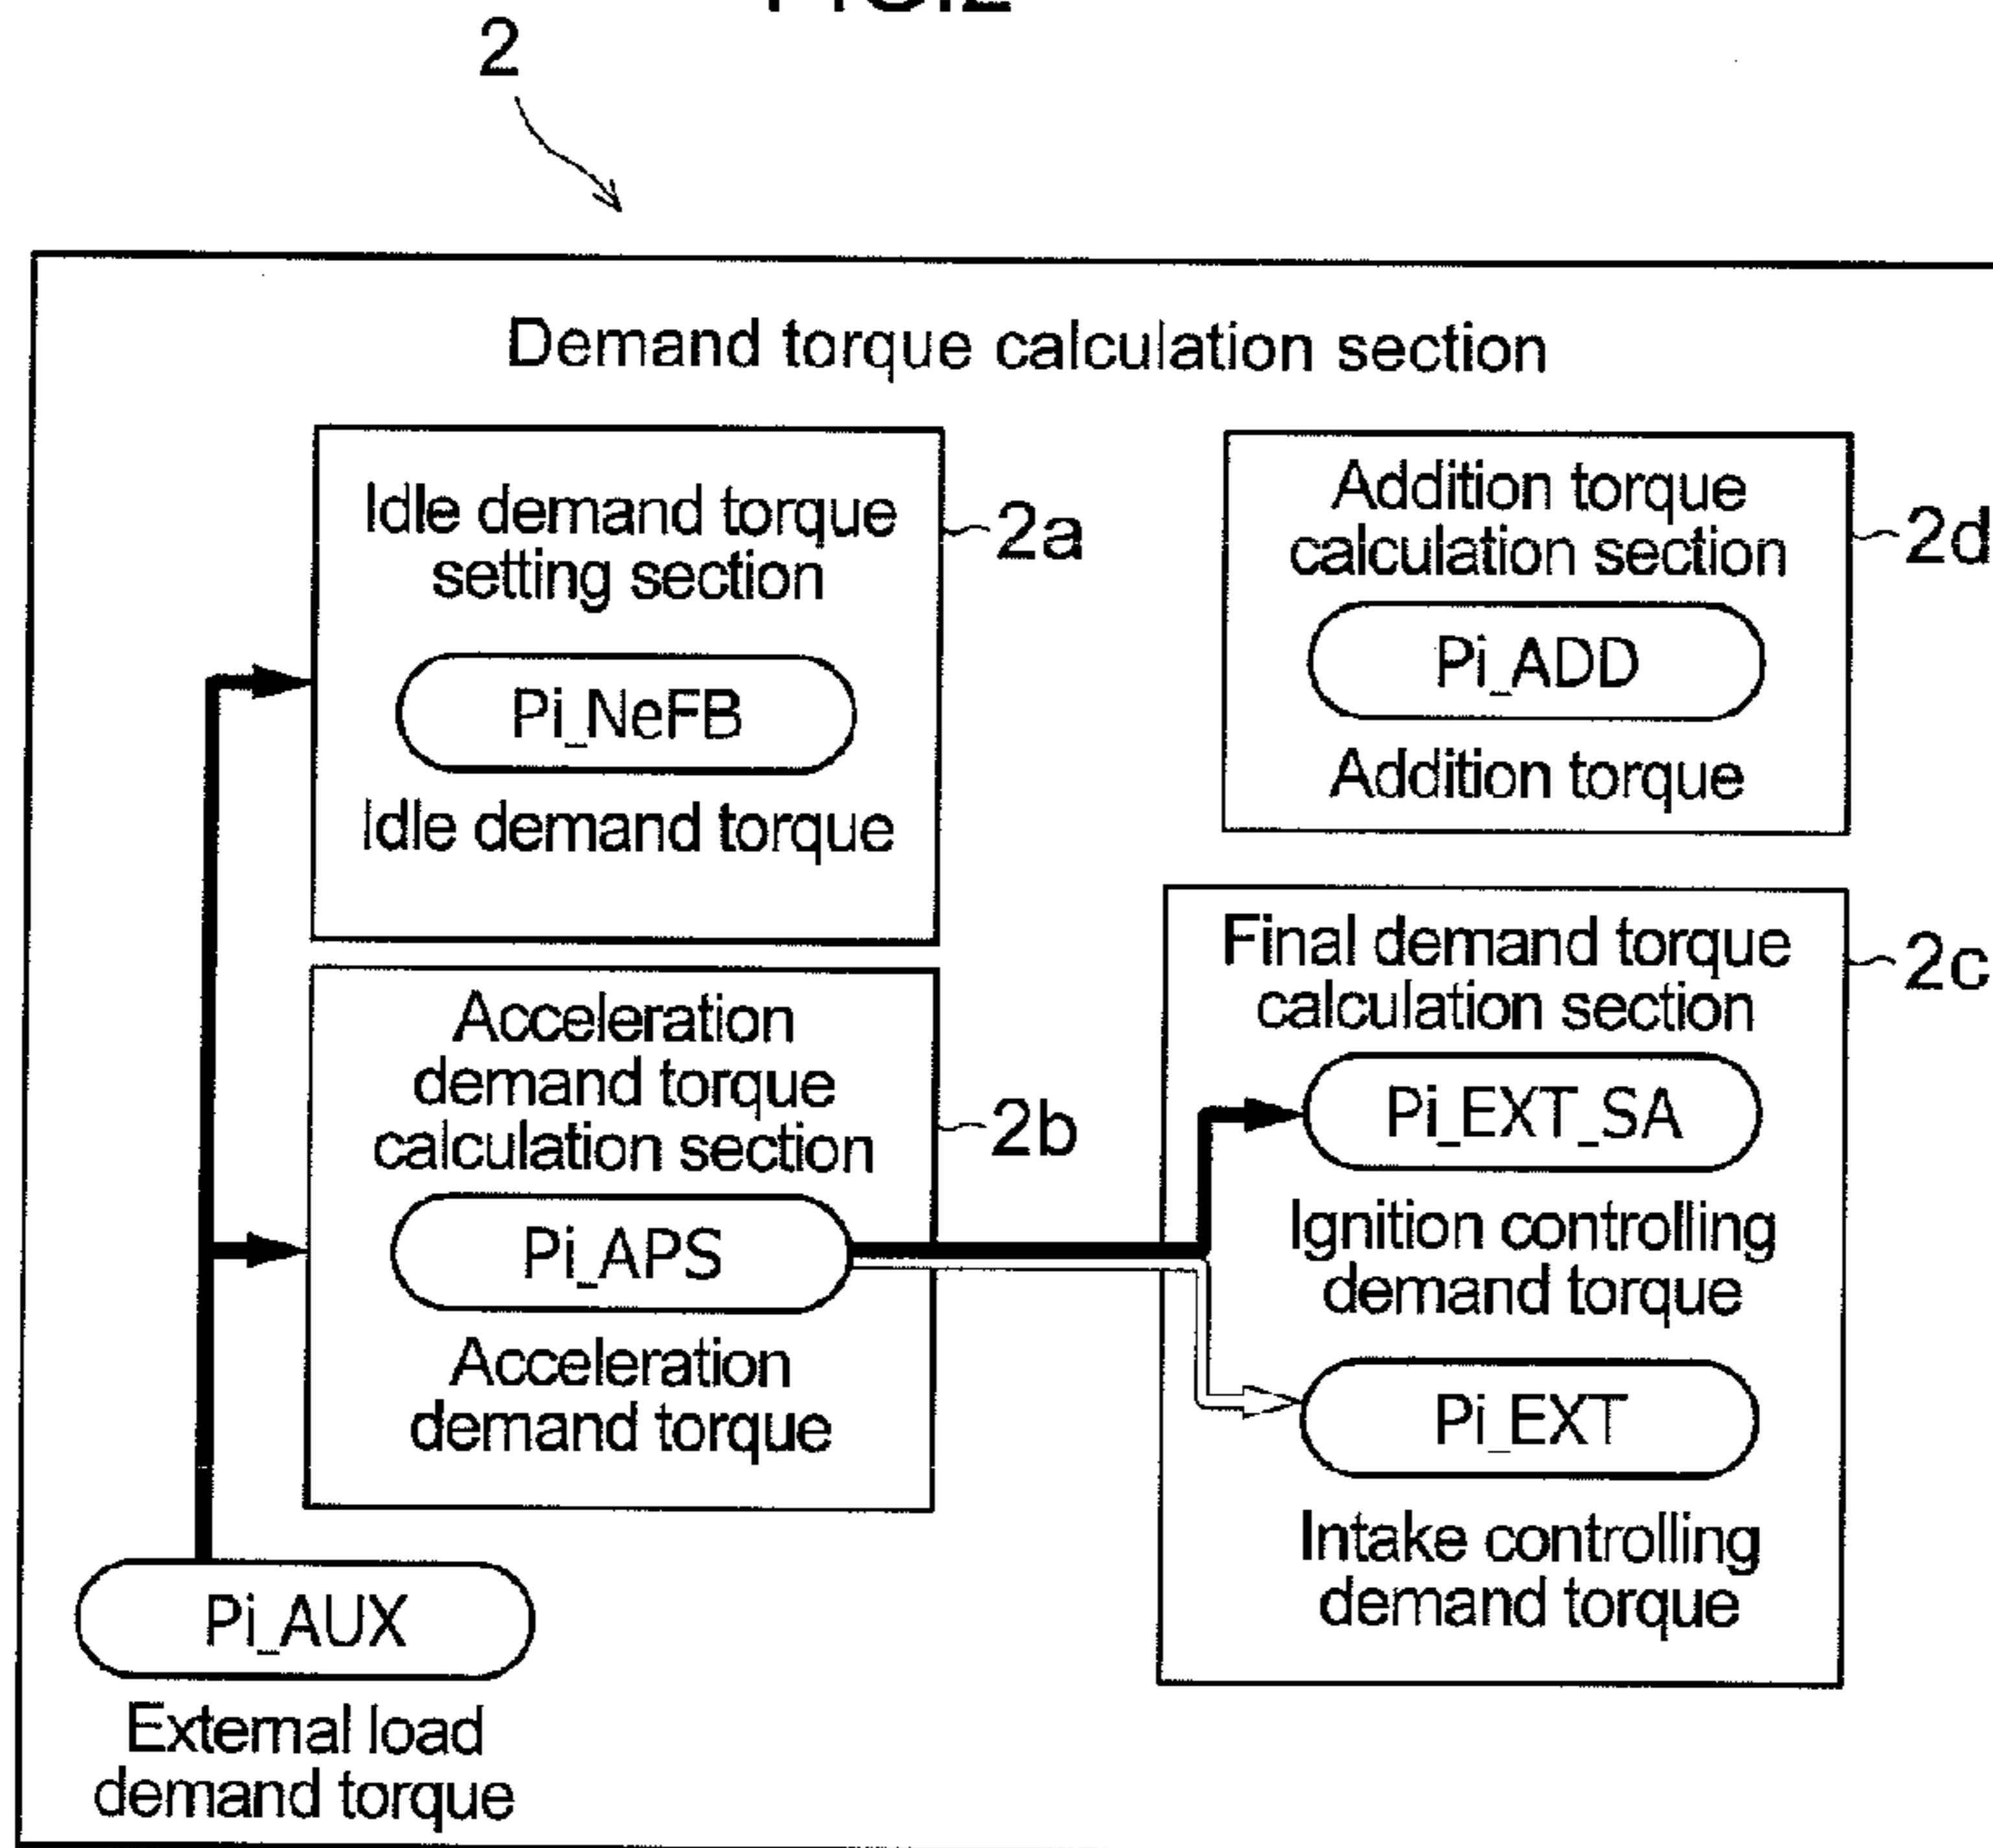 FIG.2
2
Demand torque calculation section
Idle demand torque
setting section
2a
Pi_NeFB
Idle demand torque
Addition torque
calculation section
2d
Pi_ADD
Addition torque
Acceleration
demand torque
calculation section
2b
Pi_APS
Acceleration
demand torque
Final demand torque
calculation section
2c
Pi_EXT_SA
Ignition controlling
demand torque
Pi_EXT
Intake controlling
demand torque
Pi_AUX
External load
demand torque